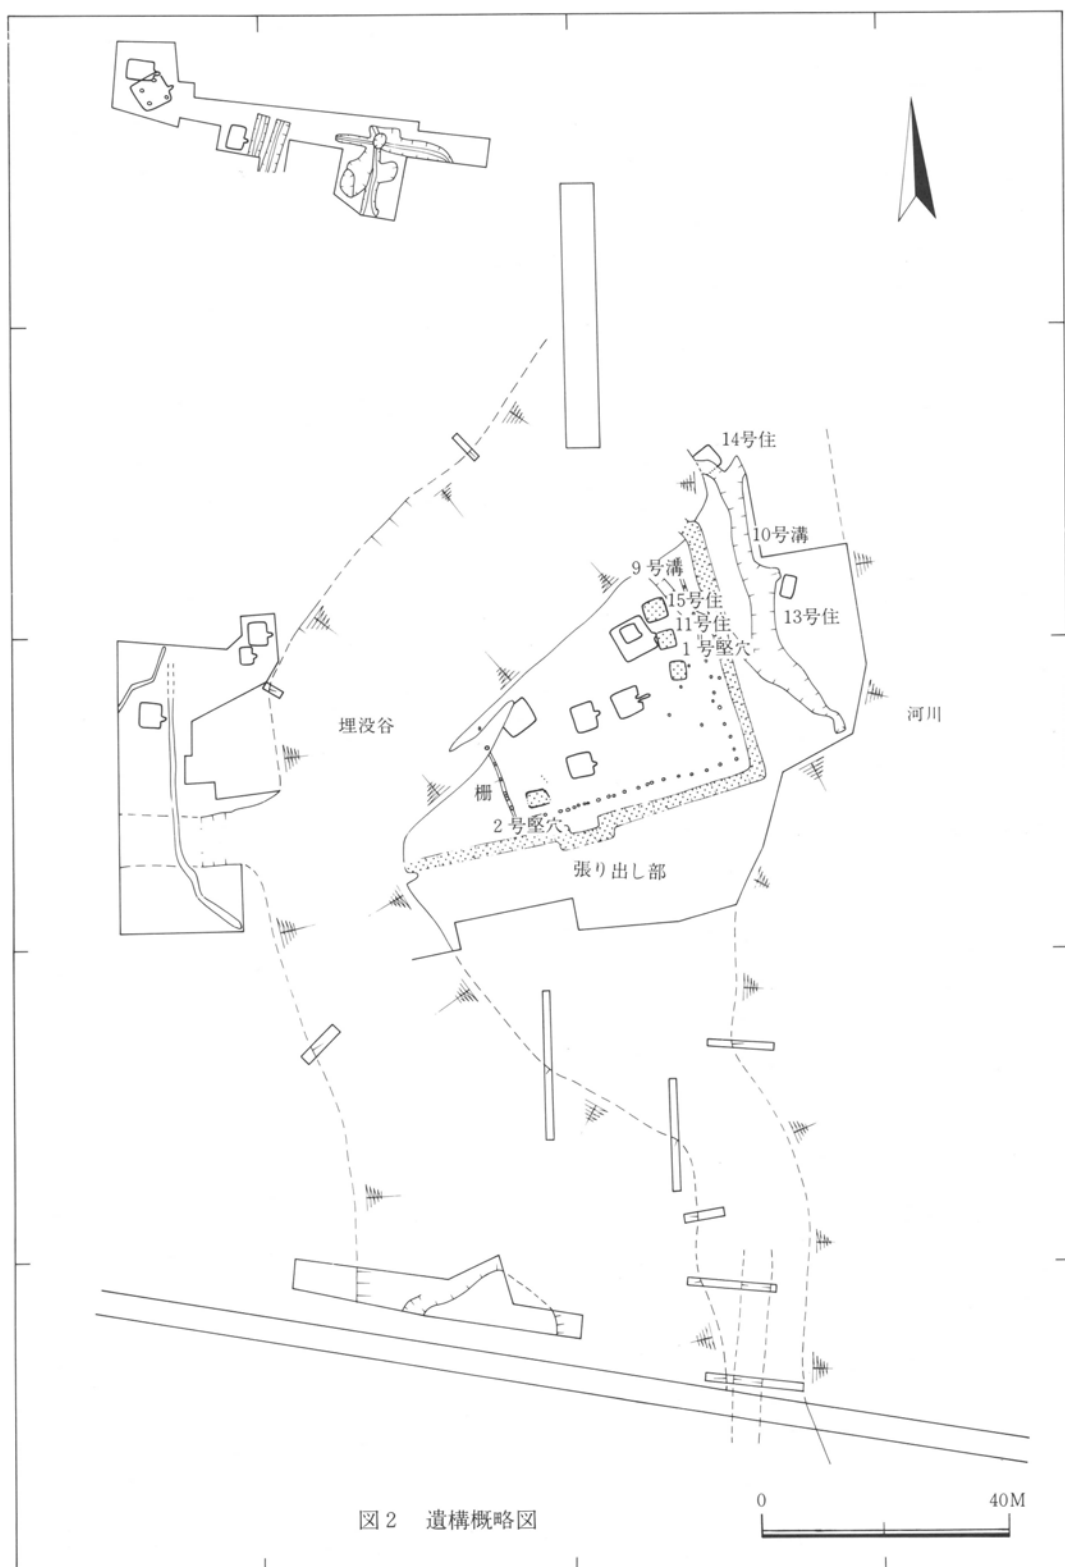 14号住
10号溝
9号溝
15号住
13号住
11号住
1号竪穴
河川
埋没谷
柵
2号竪穴
張り出し部
0 40M
図2 遺構概略図